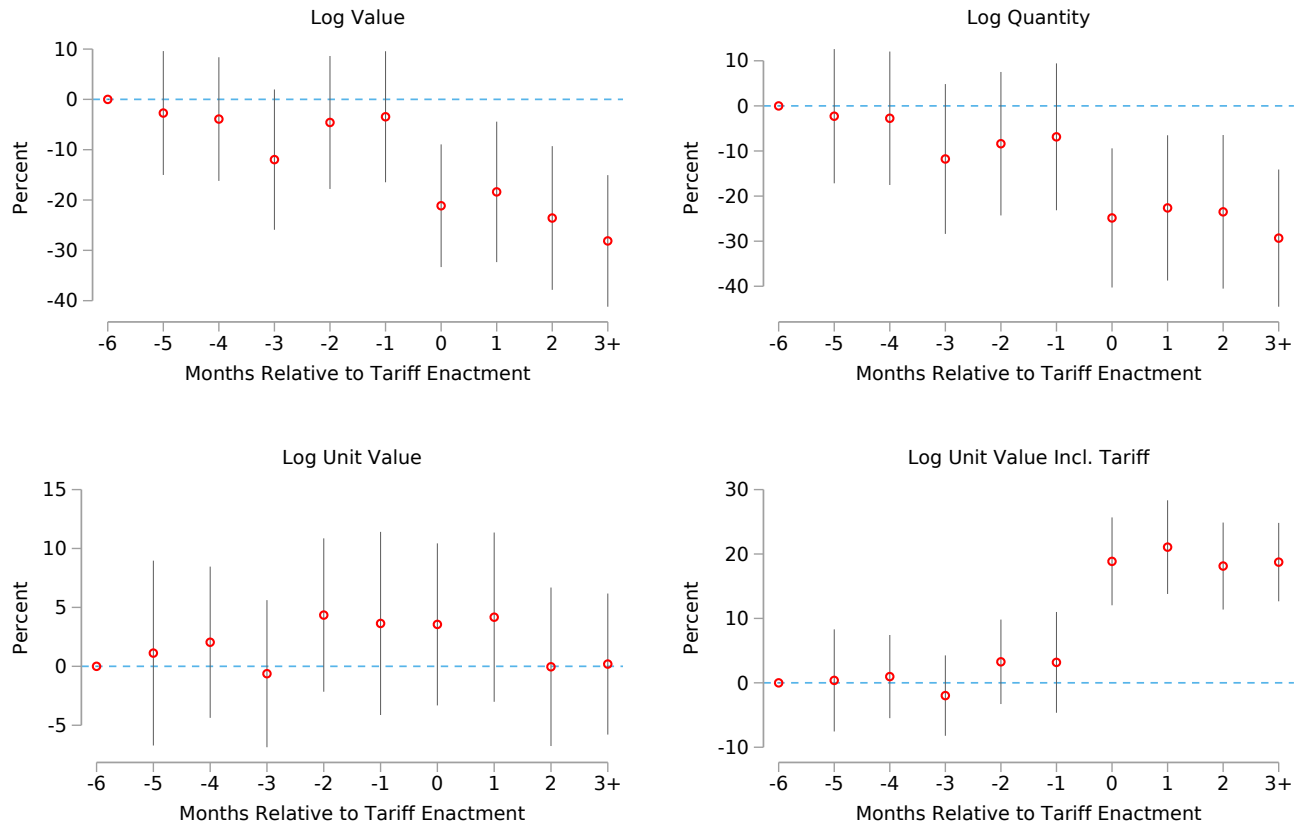 Log Value
Percent
10
0
-10
-20
-30
-40
-6 -5 -4 -3 -2 -1 0 1 2 3+
Months Relative to Tariff Enactment
Log Quantity
Percent
10
0
-10
-20
-30
-40
-6 -5 -4 -3 -2 -1 0 1 2 3+
Months Relative to Tariff Enactment
Log Unit Value
Percent
15
10
5
0
-5
-6 -5 -4 -3 -2 -1 0 1 2 3+
Months Relative to Tariff Enactment
Log Unit Value Incl. Tariff
Percent
30
20
10
0
-10
-6 -5 -4 -3 -2 -1 0 1 2 3+
Months Relative to Tariff Enactment